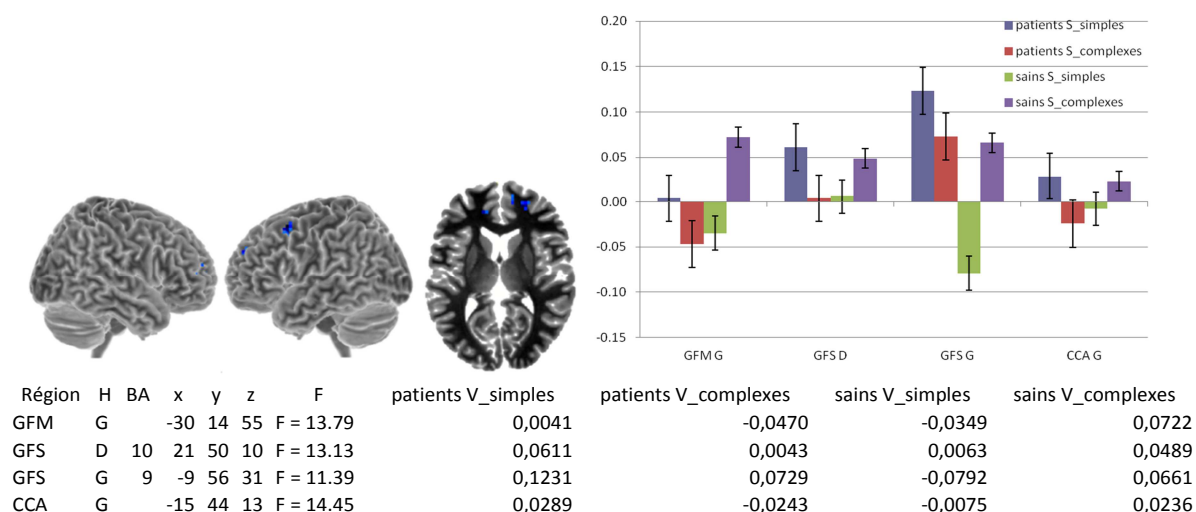 0.20
patients S_simples
0.15
patients S_complexes
sains S_simples
0.10
sains S_complexes
0.05
0.00
-0.05
-0.10
-0.15
GFM G GFS D GFS G CCA G
Région H BA x y z F patients V_simples patients V_complexes sains V_simples sains V_complexes
GFM G -30 14 55 F = 13.79 0,0041 -0,0470 -0,0349 0,0722
GFS D 10 21 50 10 F = 13.13 0,0611 0,0043 0,0063 0,0489
GFS G 9 -9 56 31 F = 11.39 0,1231 0,0729 -0,0792 0,0661
CCA G -15 44 13 F = 14.45 0,0289 -0,0243 -0,0075 0,0236